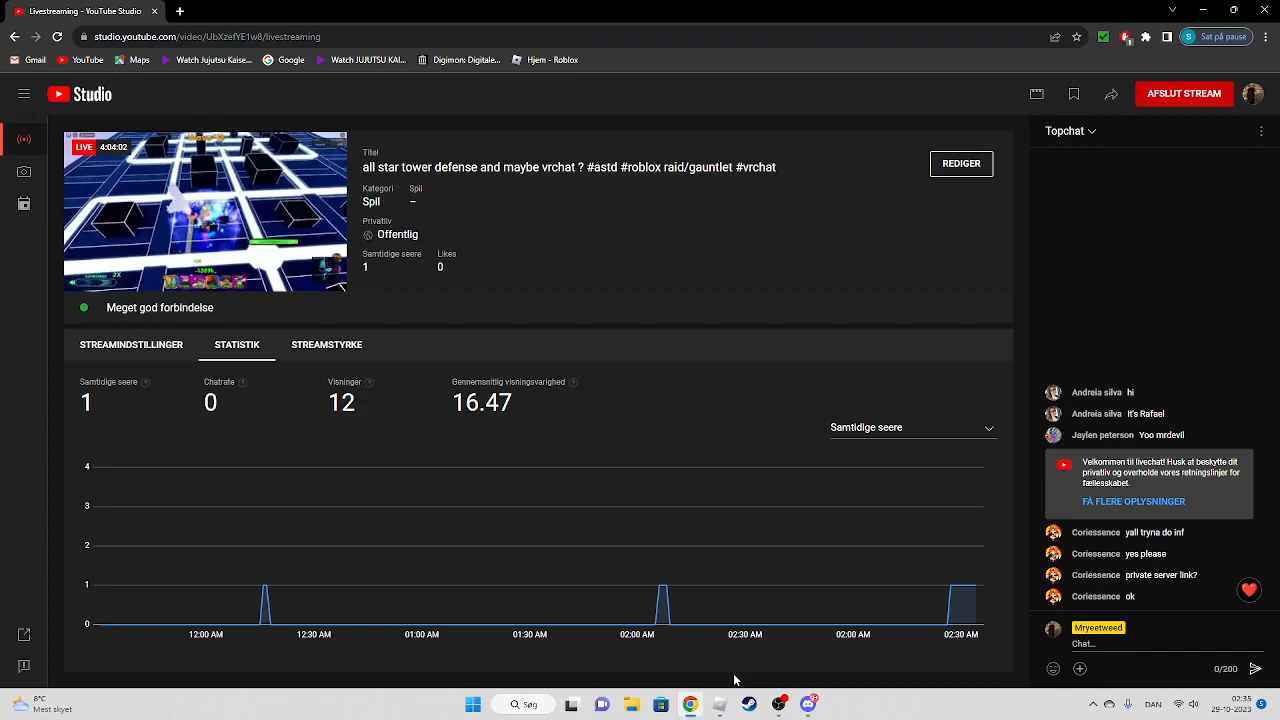 Livestreaming - YouTube Studio
studio.youtube.com/video/UbXzefYE1w8/livestreaming
1
S
Sat på pause
Gmail
YouTube
Maps
Watch Jujutsu Kaise...
Google
Watch JUJUTSU KAI...
Digimon: Digitale...
Hjem - Roblox
Studio
AFSLUT STREAM
LIVE 4:04:02
2X
Titel
all star tower defense and maybe vrchat ? #astd #roblox raid/gauntlet #vrchat
REDIGER
Kategori Spil
Spil –
Privatliv
Offentlig
Samtidige seere Likes
1 0
Meget god forbindelse
STREAMINDSTILLINGER STATISTIK STREAMSTYRKE
Samtidige seere Chatrate Visninger Gennemsnitlig visningsvarighed
1 0 12 16.47
Samtidige seere
4
3
2
1
0
12:00 AM 12:30 AM 01:00 AM 01:30 AM 02:00 AM 02:30 AM 02:00 AM 02:30 AM
Topchat
Andreia silva hi
Andreia silva It's Rafael
Jaylen peterson Yoo mrdevil
Velkommen til livechat! Husk at beskytte dit
privatliv og overholde vores retningslinjer for
fællesskabet.
FÅ FLERE OPLYSNINGER
Coriessence yall tryna do inf
Coriessence yes please
Coriessence private server link?
Coriessence ok
Mryeetweed
Chat...
0/200
8°C
Mest skyet
Søg
9+
DAN
02:35
29-10-2023
5